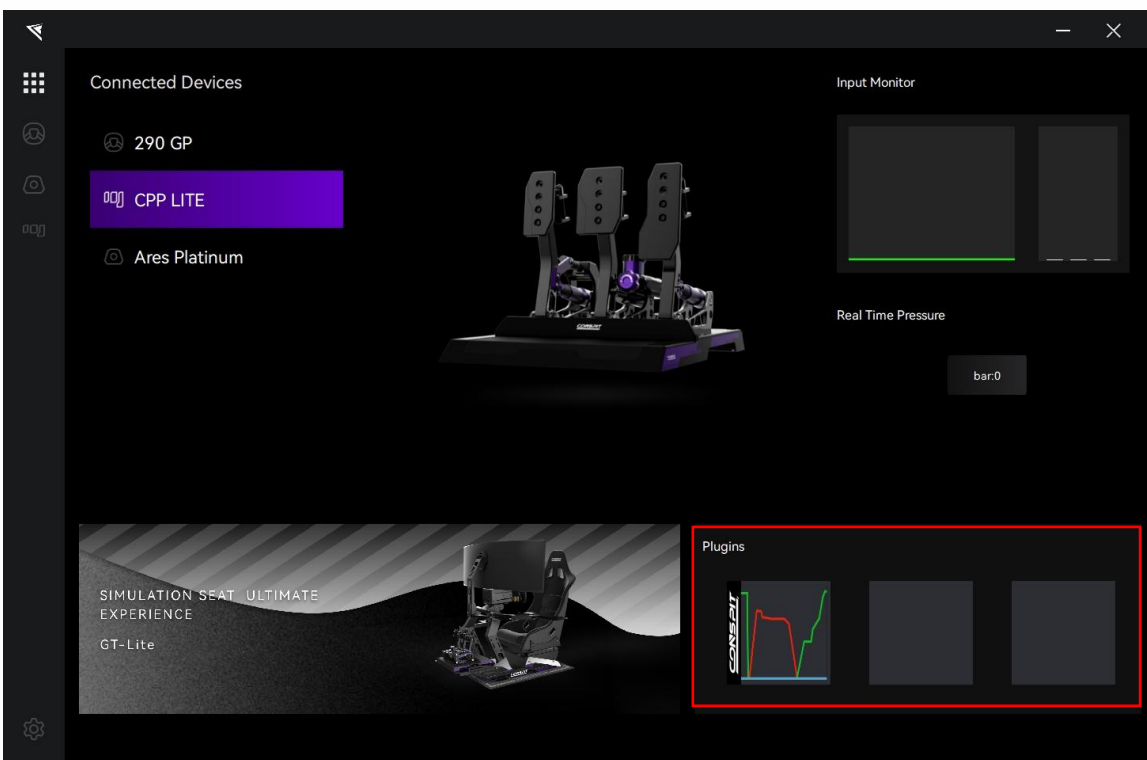 Connected Devices
290 GP
CPP LITE
Ares Platinum
CONSPIT
Input Monitor
Real Time Pressure
bar:0
SIMULATION SEAT ULTIMATE
EXPERIENCE
GT-Lite
Plugins
CONSPIT